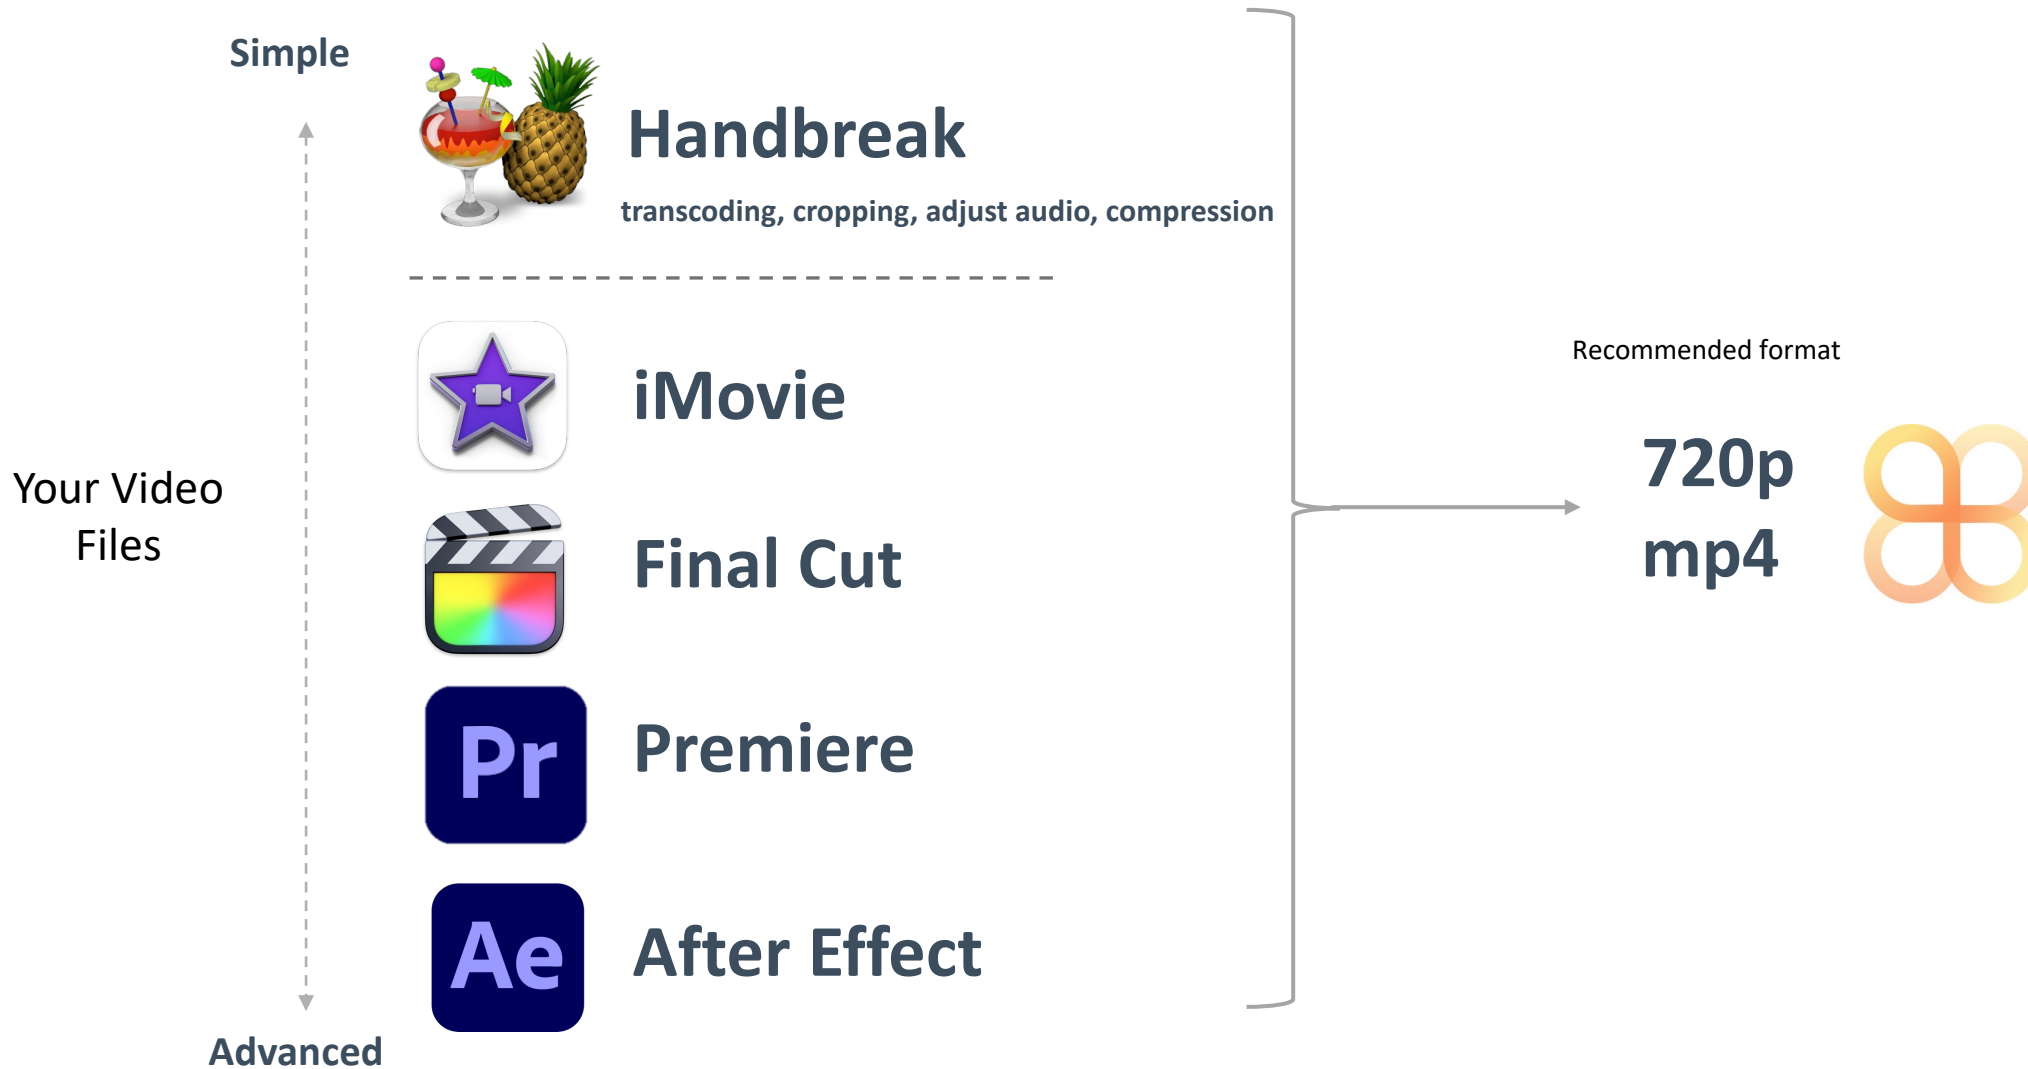 Simple
Handbreak
transcoding, cropping, adjust audio, compression
iMovie
Recommended format
720p
mp4
Your Video
Files
Final Cut
Pr
Premiere
Ae
After Effect
Advanced